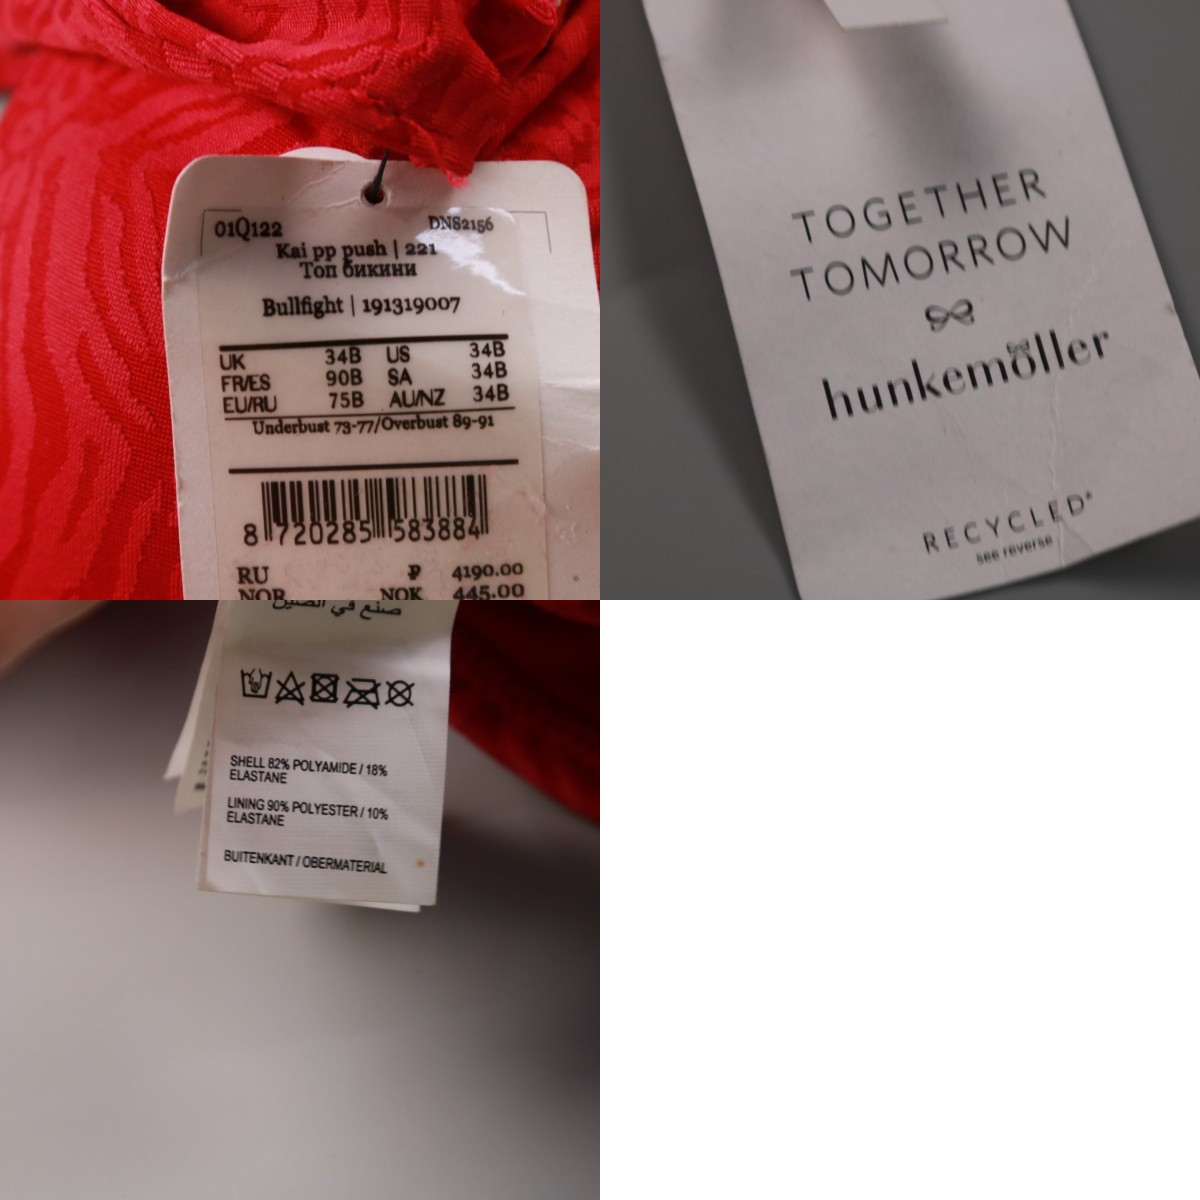 01Q122 DNS2156
Kai pp push | 221
Топ бикини
Bullfight | 191319007
UK 34B US 34B
FR/ES 90B SA 34B
EU/RU 75B AU/NZ 34B
Underbust 73-77/Overbust 89-91
8 720285 583884
RU ₽ 4190.00
NOR NOK 445.00
TOGETHER
TOMORROW
hunkemöller
RECYCLED*
see reverse
صنع في الصين
SHELL 82% POLYAMIDE / 18%
ELASTANE
LINING 90% POLYESTER / 10%
ELASTANE
BUITENKANT / OBERMATERIAL